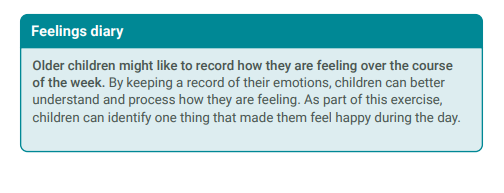 Feelings diary
Older children might like to record how they are feeling over the course
of the week. By keeping a record of their emotions, children can better
understand and process how they are feeling. As part of this exercise,
children can identify one thing that made them feel happy during the day.